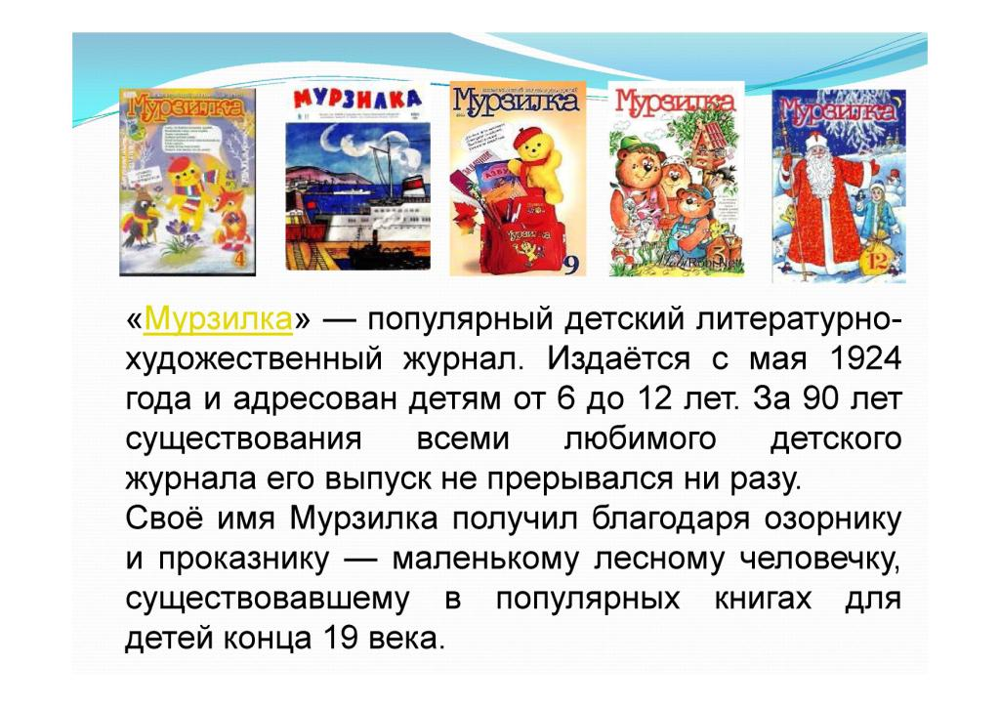 Мурзилка
МУРЗИЛКА
Мурзилка
Мурзилка
Мурзилка
4
АЗБУКА
Мурзилка
9
3
12
«Мурзилка» — популярный детский литературно-
художественный журнал. Издаётся с мая 1924
года и адресован детям от 6 до 12 лет. За 90 лет
существования всеми любимого детского
журнала его выпуск не прерывался ни разу.
Своё имя Мурзилка получил благодаря озорнику
и проказнику — маленькому лесному человечку,
существовавшему в популярных книгах для
детей конца 19 века.